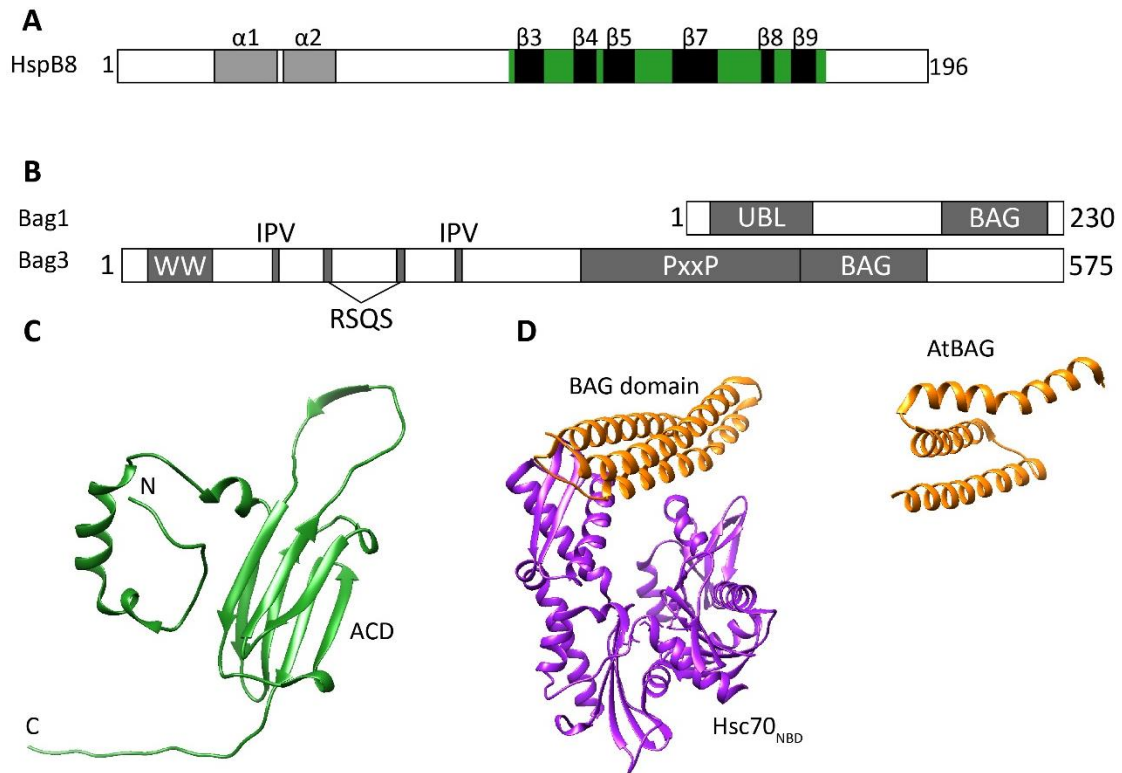 A
α1 α2 β3 β4 β5 β7 β8 β9
HspB8 1 196
B
Bag1 1 UBL BAG 230
IPV IPV
Bag3 1 WW PxxP BAG 575
RSQS
C
D
AtBAG
BAG domain
N
ACD
C
Hsc70NBD